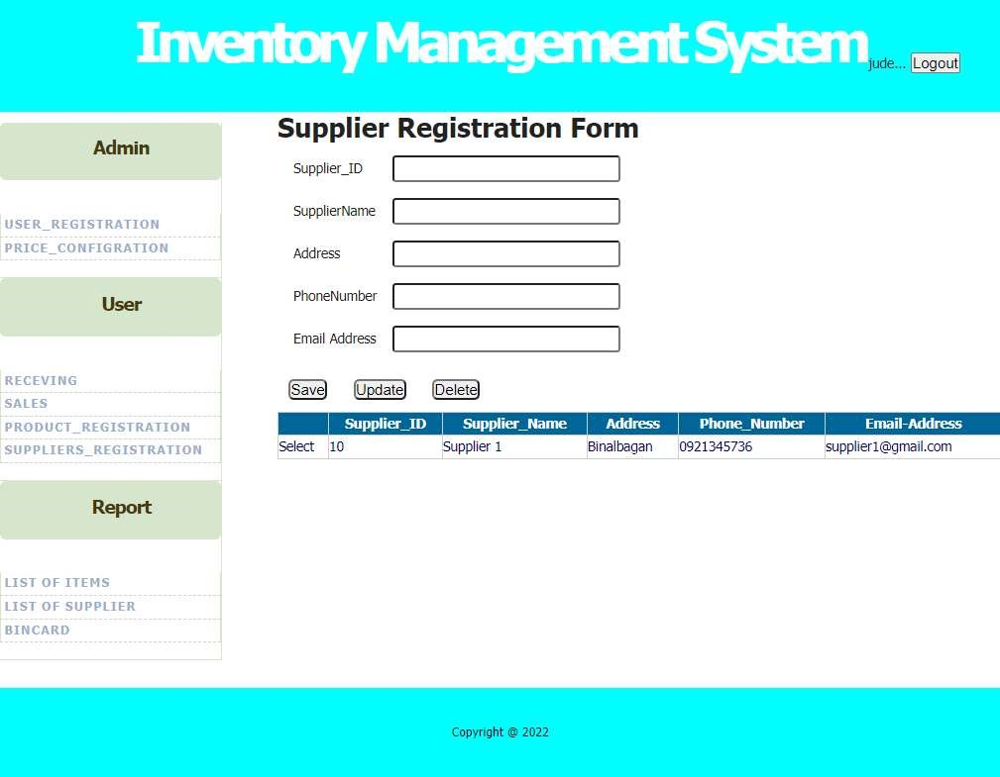 Inventory Management System
jude... Logout
Admin
USER_REGISTRATION
PRICE_CONFIGRATION
User
RECEVING
SALES
PRODUCT_REGISTRATION
SUPPLIERS_REGISTRATION
Report
LIST OF ITEMS
LIST OF SUPPLIER
BINCARD
Supplier Registration Form
Supplier_ID
SupplierName
Address
PhoneNumber
Email Address
Save Update Delete
Supplier_ID Supplier_Name Address Phone_Number Email-Address
Select 10 Supplier 1 Binalbagan 0921345736 supplier1@gmail.com
Copyright @ 2022